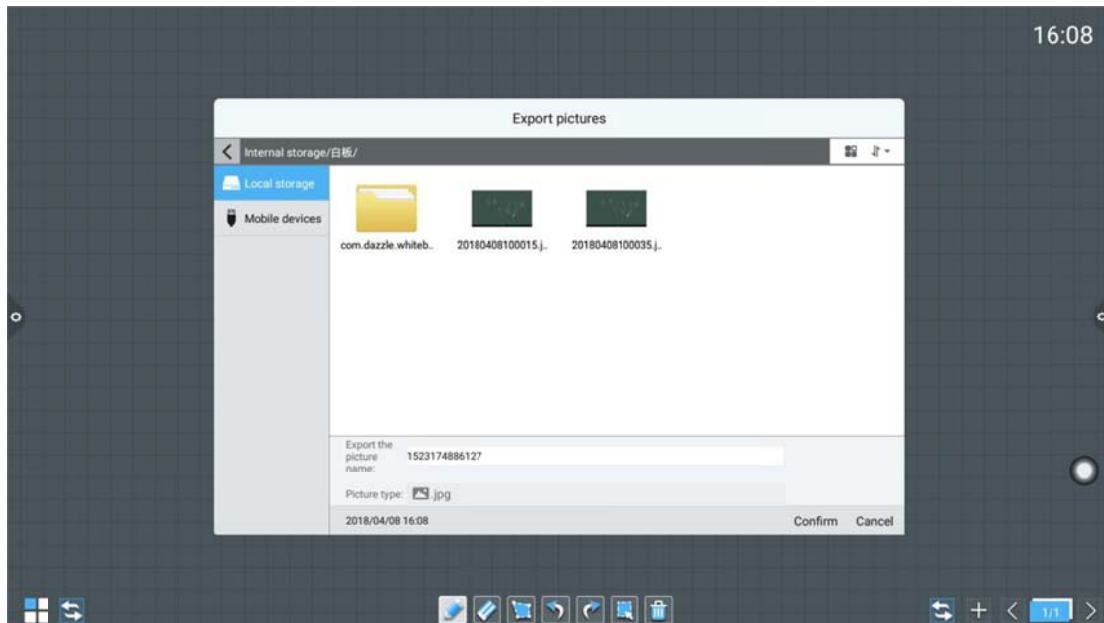 16:08
Export pictures
Internal storage/白板/
Local storage
Mobile devices
com.dazzle.whiteb..
20180408100015.j..
20180408100035.j..
Export the
picture
name:
1523174886127
Picture type:
.jpg
2018/04/08 16:08
Confirm
Cancel
1/1